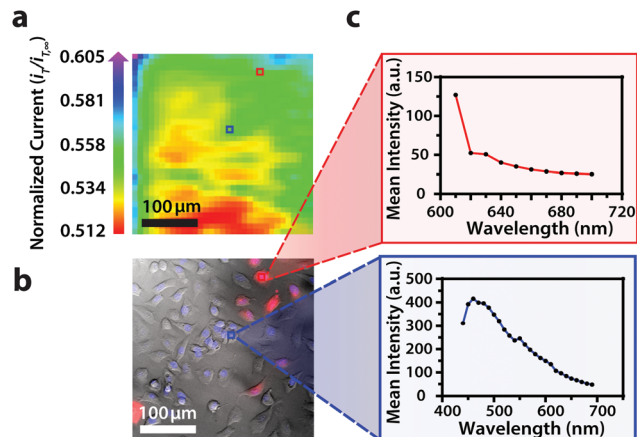 a
Normalized Current (iT/iT,∞)
0.605
0.581
0.558
0.534
0.512
100 µm
b
100 µm
c
Mean Intensity (a.u.)
150
100
50
0
600 640 680 720
Wavelength (nm)
Mean Intensity (a.u.)
500
400
300
200
100
0
400 500 600 700
Wavelength (nm)